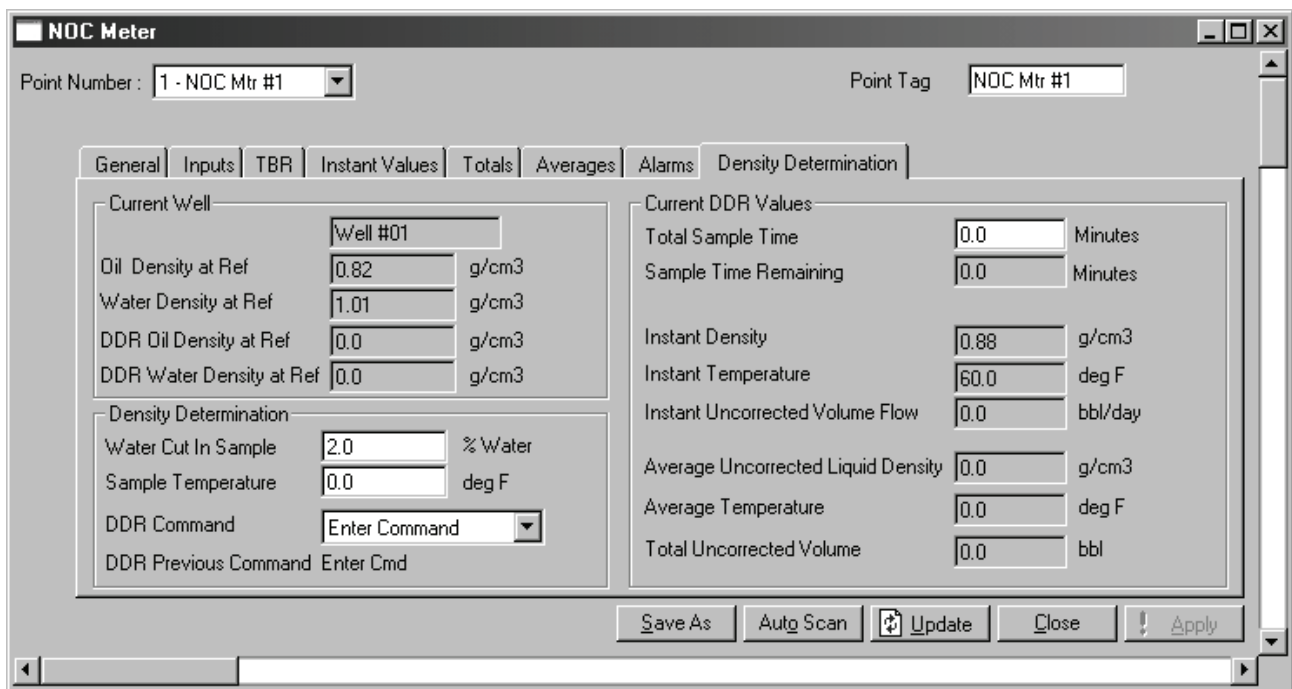 NOC Meter
Point Number : 1 - NOC Mtr #1 Point Tag NOC Mtr #1
General Inputs TBR Instant Values Totals Averages Alarms Density Determination
Current Well
Well #01
Oil Density at Ref 0.82 g/cm3
Water Density at Ref 1.01 g/cm3
DDR Oil Density at Ref 0.0 g/cm3
DDR Water Density at Ref 0.0 g/cm3
Density Determination
Water Cut In Sample 2.0 % Water
Sample Temperature 0.0 deg F
DDR Command Enter Command
DDR Previous Command Enter Cmd
Current DDR Values
Total Sample Time 0.0 Minutes
Sample Time Remaining 0.0 Minutes
Instant Density 0.88 g/cm3
Instant Temperature 60.0 deg F
Instant Uncorrected Volume Flow 0.0 bbl/day
Average Uncorrected Liquid Density 0.0 g/cm3
Average Temperature 0.0 deg F
Total Uncorrected Volume 0.0 bbl
Save As Auto Scan Update Close ! Apply